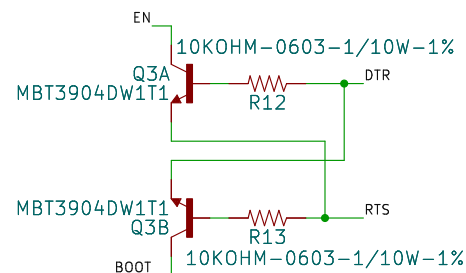 EN
10KOHM-0603-1/10W-1%
Q3A
DTR
MBT3904DW1T1
R12
MBT3904DW1T1
RTS
Q3B
R13
10KOHM-0603-1/10W-1%
BOOT